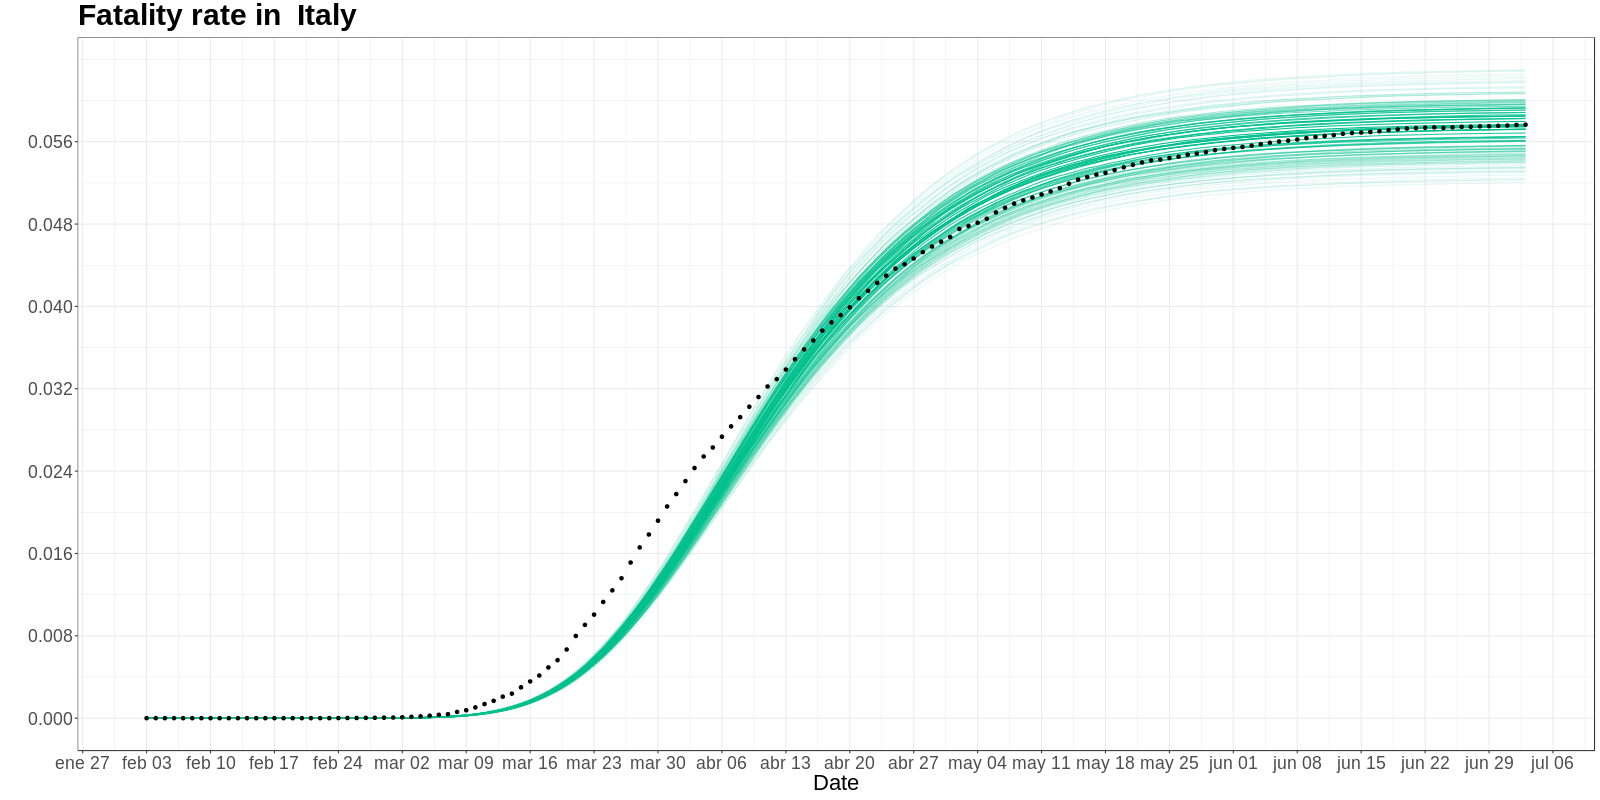 Fatality rate in  Italy
0.056
0.048
0.040
0.032
0.024
0.016
0.008
0.000
ene 27 feb 03 feb 10 feb 17 feb 24 mar 02 mar 09 mar 16 mar 23 mar 30 abr 06 abr 13 abr 20 abr 27 may 04 may 11 may 18 may 25 jun 01 jun 08 jun 15 jun 22 jun 29 jul 06
Date